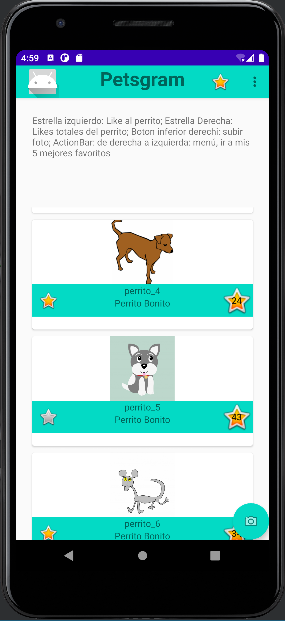 4:59
Petsgram
Estrella izquierdo: Like al perrito; Estrella Derecha:
Likes totales del perrito; Boton inferior derechi: subir
foto; ActionBar: de derecha a izquierda: menú, ir a mis
5 mejores favoritos
perrito_4
Perrito Bonito
24
perrito_5
Perrito Bonito
43
perrito_6
Perrito Bonito